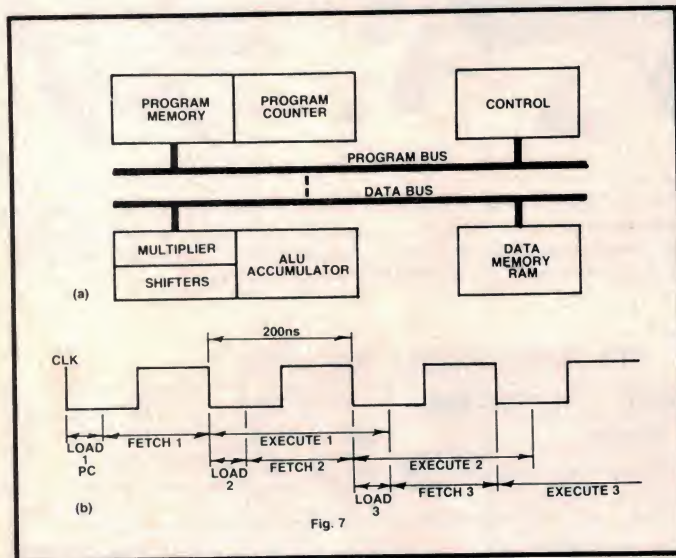 PROGRAM
MEMORY
PROGRAM
COUNTER
CONTROL
PROGRAM BUS
DATA BUS
MULTIPLIER
SHIFTERS
ALU
ACCUMULATOR
DATA
MEMORY
RAM
(a)
200ns
CLK
LOAD
1
PC
FETCH 1
EXECUTE 1
LOAD
2
FETCH 2
EXECUTE 2
LOAD
3
FETCH 3
EXECUTE 3
(b)
Fig. 7